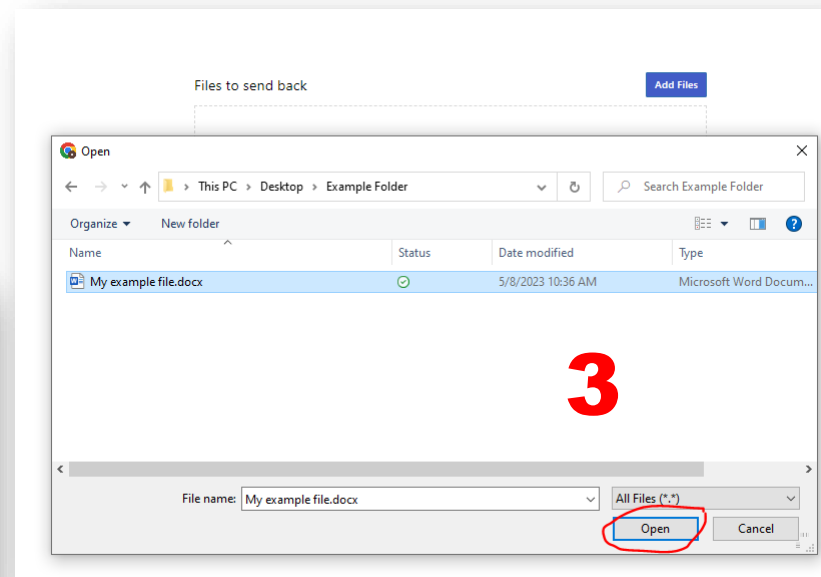 Files to send back
Add Files
Open
This PC > Desktop > Example Folder
Search Example Folder
Organize
New folder
Name
Status
Date modified
Type
My example file.docx
5/8/2023 10:36 AM
Microsoft Word Docum...
3
File name:
My example file.docx
All Files (*.*)
Open
Cancel